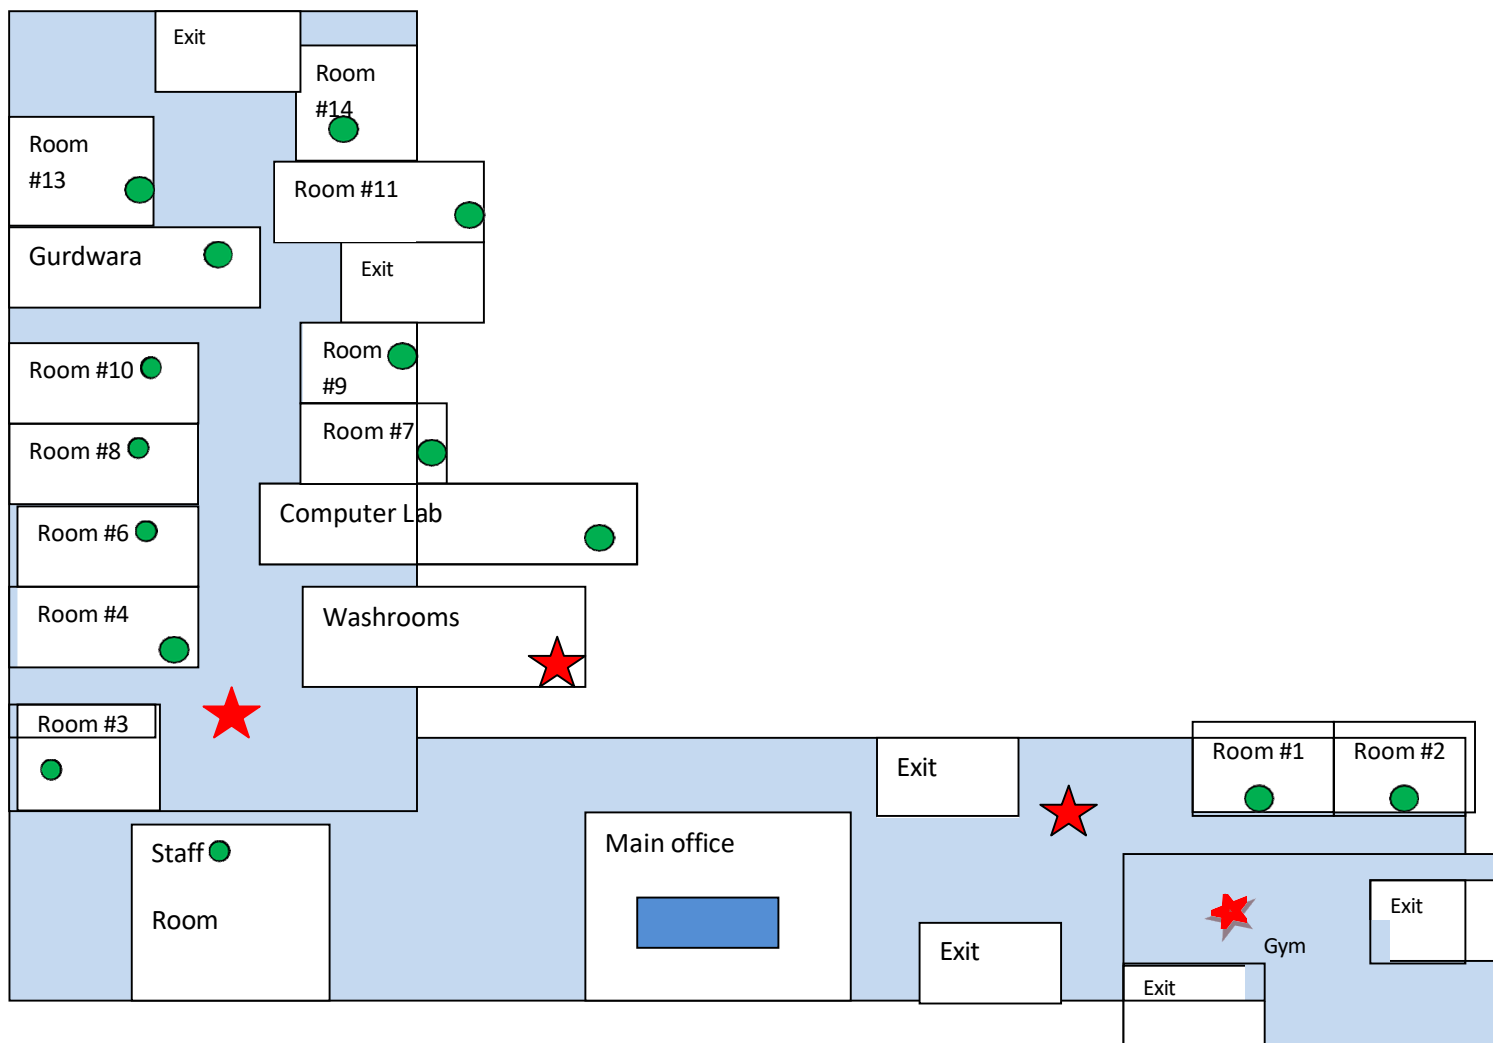 Exit
Room
#14
Room
#13
Room #11
Gurdwara
Exit
Room #10
Room
#9
Room #8
Room #7
Computer Lab
Room #6
Room #4
Washrooms
Room #3
Exit
Room #1
Room #2
Staff
Room
Main office
Exit
Exit
Gym
Exit